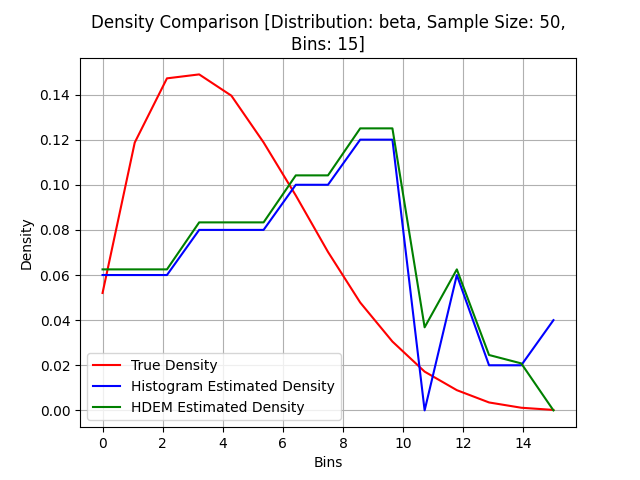 Density Comparison [Distribution: beta, Sample Size: 50,
Bins: 15]
Density
0.14
0.12
0.10
0.08
0.06
0.04
0.02
0.00
True Density
Histogram Estimated Density
HDEM Estimated Density
0 2 4 6 8 10 12 14
Bins